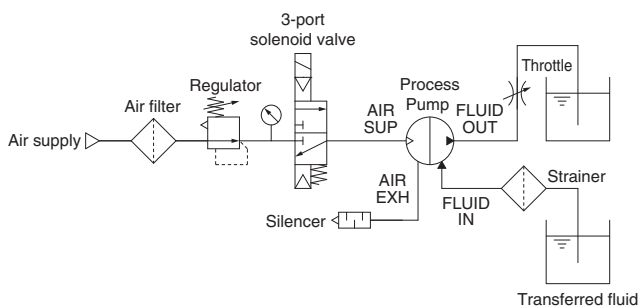 3-port
solenoid valve
Regulator
Air filter
Air supply
Process
Pump
Throttle
AIR
SUP
FLUID
OUT
AIR
EXH
FLUID
IN
Strainer
Silencer
Transferred fluid